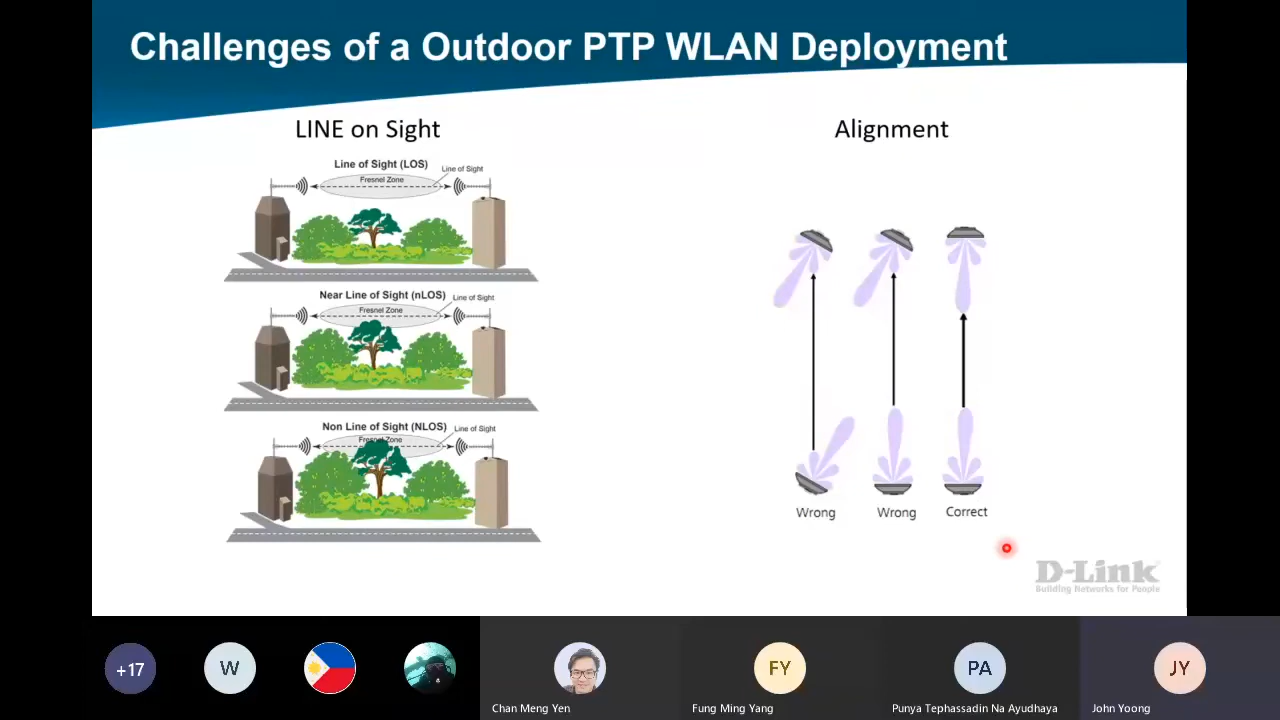 Challenges of a Outdoor PTP WLAN Deployment
LINE on Sight
Line of Sight (LOS)
Line of Sight
Fresnel Zone
Near Line of Sight (nLOS)
Line of Sight
Fresnel Zone
Non Line of Sight (NLOS)
Line of Sight
Fresnel Zone
Alignment
Wrong
Wrong
Correct
D-Link
Building Networks for People
+17
W
FY
PA
JY
Chan Meng Yen
Fung Ming Yang
Punya Tephassadin Na Ayudhaya
John Yoong